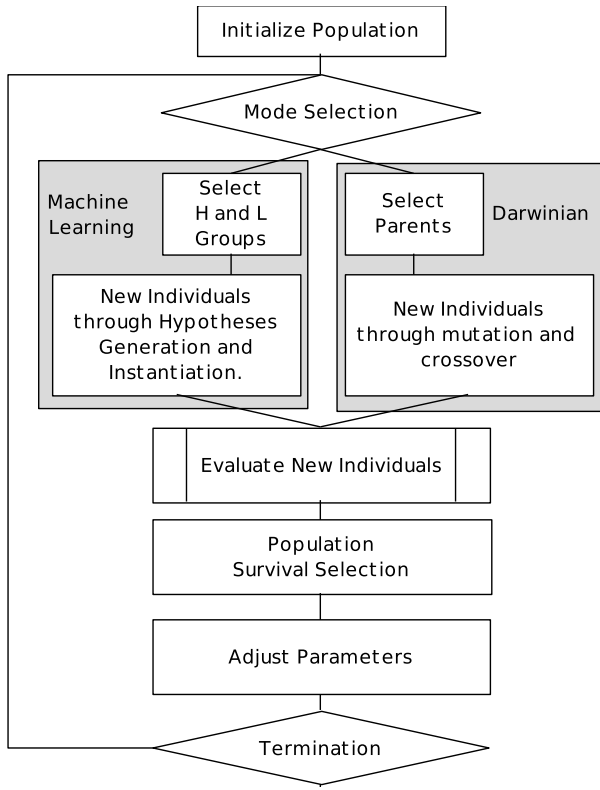 Initialize Population
Mode Selection
Machine
Learning
Select
H and L
Groups
New Individuals
through Hypotheses
Generation and
Instantiation.
Select
Parents
Darwinian
New Individuals
through mutation and
crossover
Evaluate New Individuals
Population
Survival Selection
Adjust Parameters
Termination